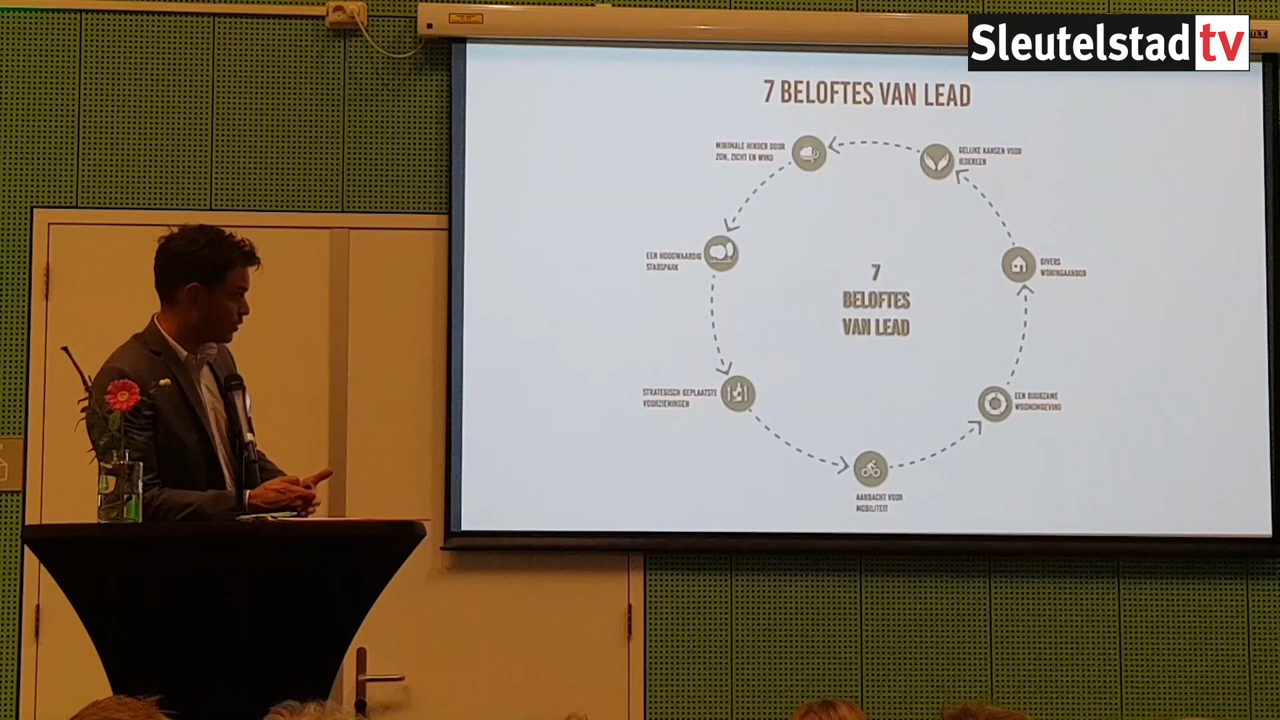 Sleutelstad tv
7 BELOFTES VAN LEAD
MINIMALE HINDER DOOR
ZON, ZICHT EN WIND
GELIJKE KANSEN VOOR
IEDEREEN
EEN HOOGWAARDIG
STADSPARK
DIVERS
WONINGAANBOD
7
BELOFTES
VAN LEAD
STRATEGISCH GEPLAATSTE
VOORZIENINGEN
EEN DUURZAME
WOONOMGEVING
AANDACHT VOOR
MOBILITEIT